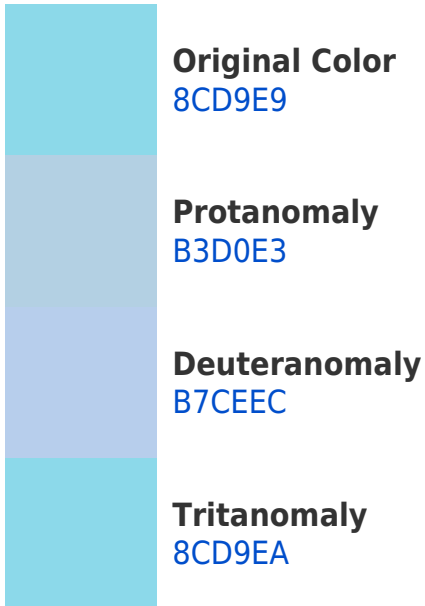 Original Color
8CD9E9
Protanomaly
B3D0E3
Deuteranomaly
B7CEEC
Tritanomaly
8CD9EA